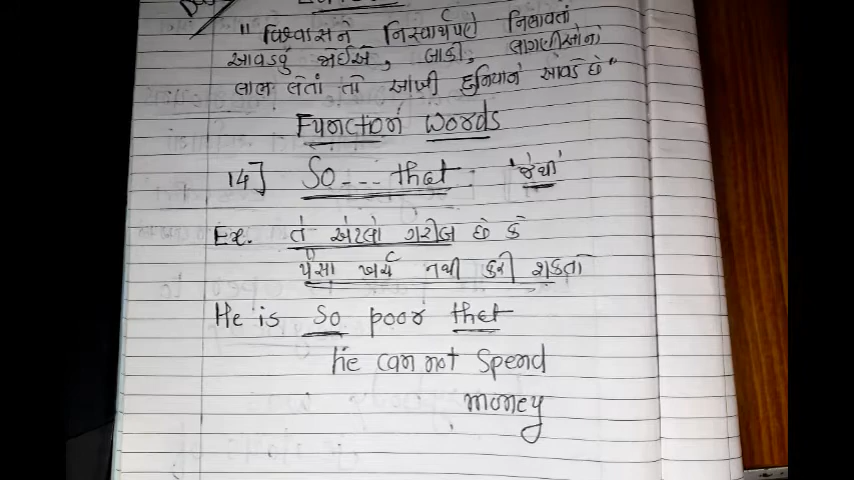 "વિશ્વાસને નિસ્વાર્થપણે નિભાવતાં
આવડવું જોઈએ, બાકી, લાગણીઓનો
લાભ લેતાં તો આખી દુનિયાને આવડે છે"
Function Words
14] So --- that : 'જેથી'
Ex. તે એટલો ગરીબ છે કે
પૈસા ખર્ચ નથી કરી શકતો
He is so poor that
he can not spend
money